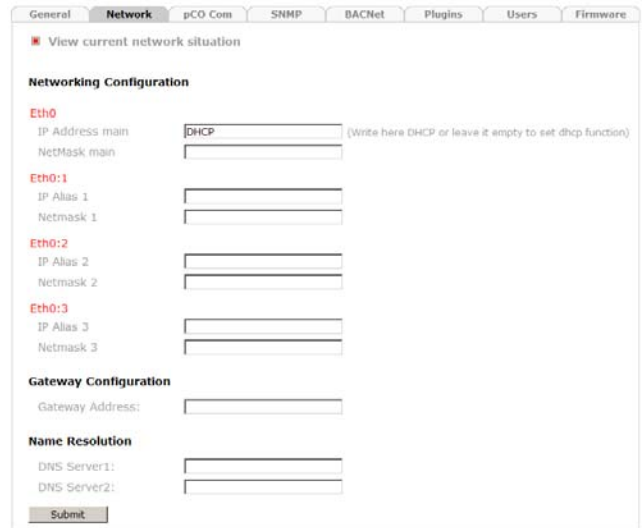 General Network pCO Com SNMP BACNet Plugins Users Firmware
View current network situation
Networking Configuration
Eth0
IP Address main DHCP (Write here DHCP or leave it empty to set dhcp function)
NetMask main
Eth0:1
IP Alias 1
Netmask 1
Eth0:2
IP Alias 2
Netmask 2
Eth0:3
IP Alias 3
Netmask 3
Gateway Configuration
Gateway Address:
Name Resolution
DNS Server1:
DNS Server2:
Submit